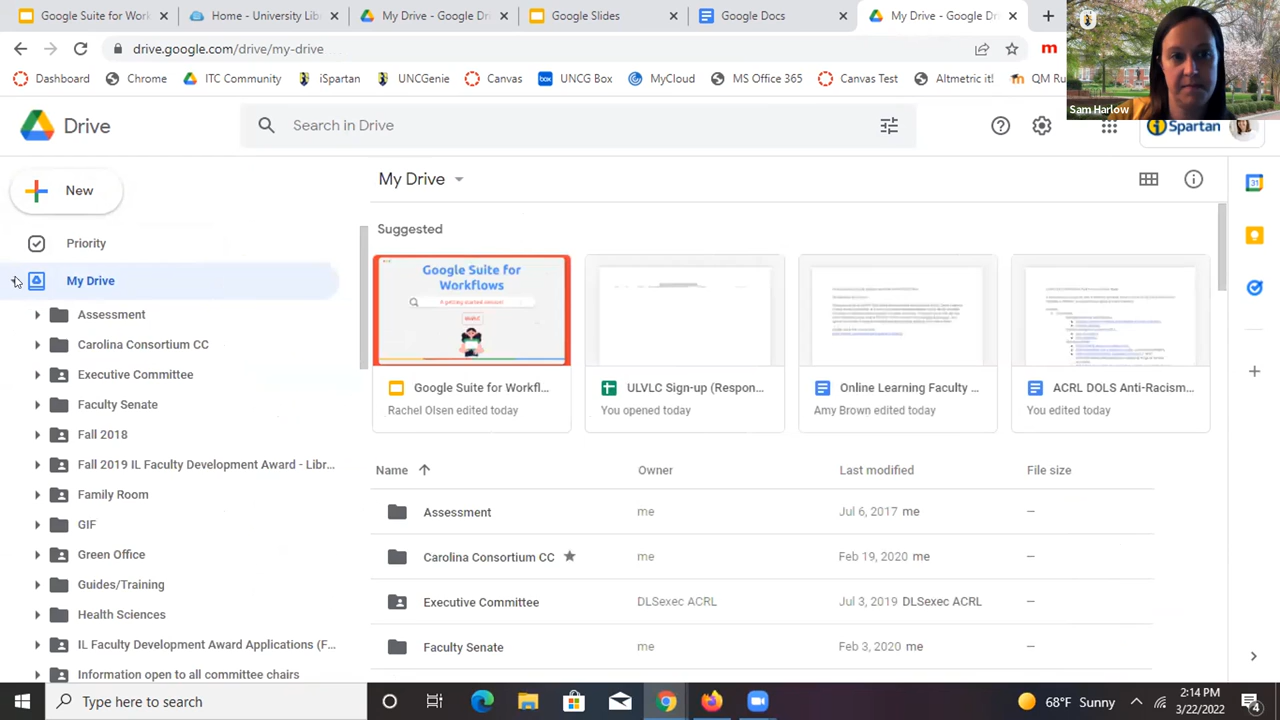 Google Suite for Work
Home - University Lib
My Drive - Google Dr
Google Slides
Google Docs
My Drive - Google Dr
drive.google.com/drive/my-drive
Dashboard
Chrome
ITC Community
iSpartan
UNCGenie
Canvas
UNCG Box
MyCloud
MS Office 365
Canvas Test
Altmetric it!
QM Ru
Sam Harlow
Drive
Search in Drive
iSpartan
New
My Drive
Priority
My Drive
Assessment
Carolina Consortium CC
Executive Committee
Faculty Senate
Fall 2018
Fall 2019 IL Faculty Development Award - Libr...
Family Room
GIF
Green Office
Guides/Training
Health Sciences
IL Faculty Development Award Applications (F...
Information open to all committee chairs
Suggested
Google Suite for
Workflows
Google Suite for Workfl...
Rachel Olsen edited today
ULVLC Sign-up (Respon...
You opened today
Online Learning Faculty ...
Amy Brown edited today
ACRL DOLS Anti-Racism...
You edited today
Name Owner Last modified File size
Assessment me Jul 6, 2017 me –
Carolina Consortium CC me Feb 19, 2020 me –
Executive Committee DLSexec ACRL Jul 3, 2019 DLSexec ACRL –
Faculty Senate me Feb 3, 2020 me –
31
Type here to search
68°F Sunny
2:14 PM
3/22/2022
4